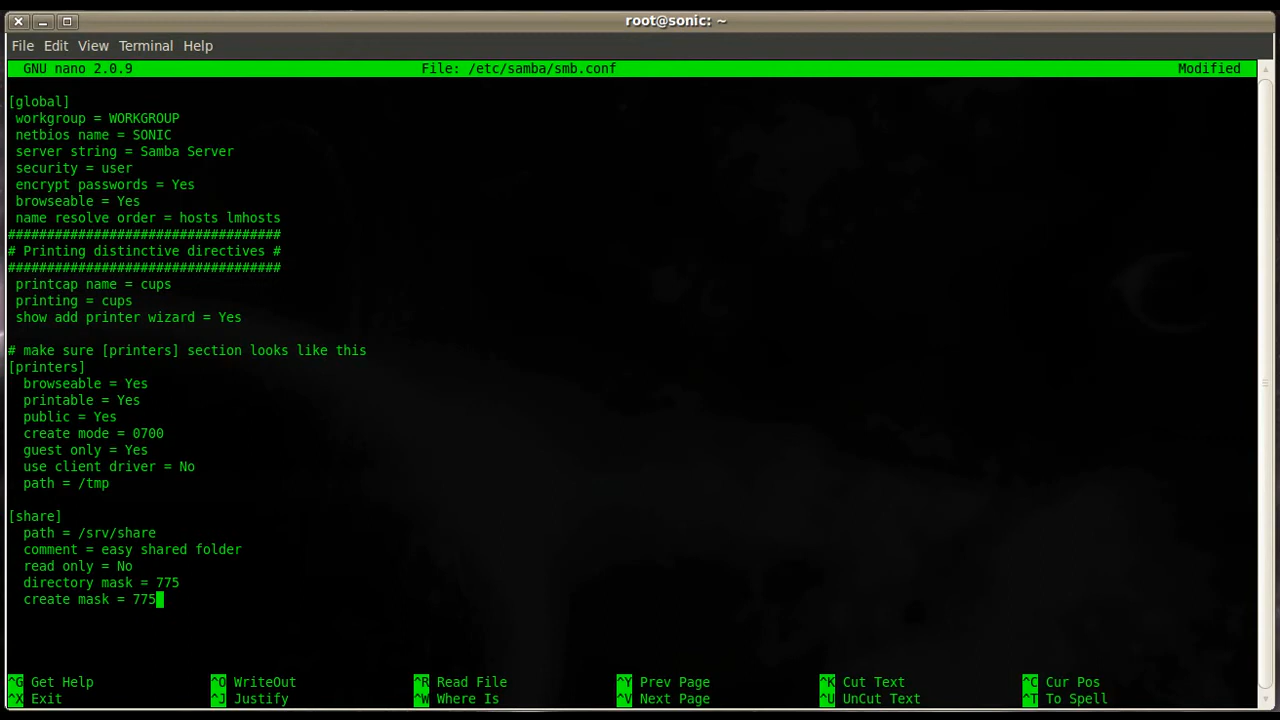 root@sonic: ~
File Edit View Terminal Help
GNU nano 2.0.9 File: /etc/samba/smb.conf Modified
[global]
workgroup = WORKGROUP
netbios name = SONIC
server string = Samba Server
security = user
encrypt passwords = Yes
browseable = Yes
name resolve order = hosts lmhosts
###################################
# Printing distinctive directives #
###################################
printcap name = cups
printing = cups
show add printer wizard = Yes
# make sure [printers] section looks like this
[printers]
browseable = Yes
printable = Yes
public = Yes
create mode = 0700
guest only = Yes
use client driver = No
path = /tmp
[share]
path = /srv/share
comment = easy shared folder
read only = No
directory mask = 775
create mask = 775
^G Get Help ^O WriteOut ^R Read File ^Y Prev Page ^K Cut Text ^C Cur Pos
^X Exit ^J Justify ^W Where Is ^V Next Page ^U UnCut Text ^T To Spell